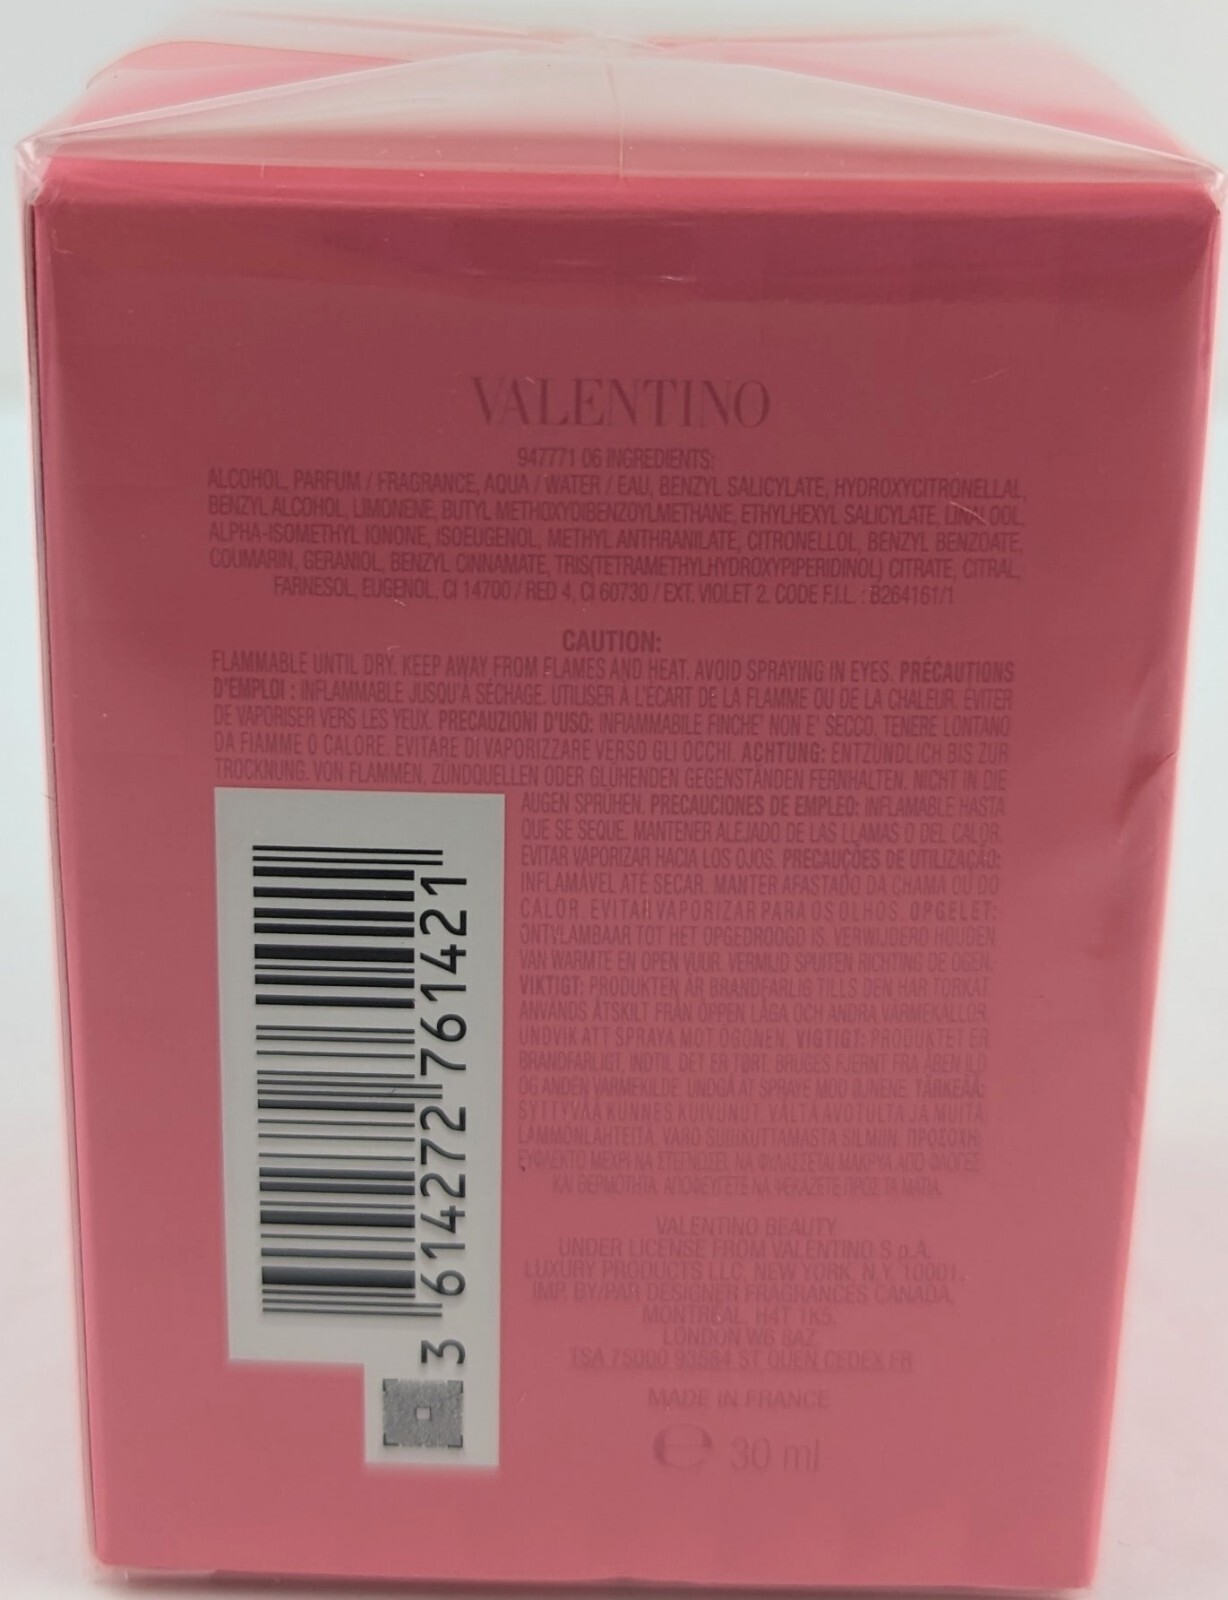 VALENTINO
947771 06 INGREDIENTS:
ALCOHOL, PARFUM / FRAGRANCE, AQUA / WATER / EAU, BENZYL SALICYLATE, HYDROXYCITRONELLAL,
BENZYL ALCOHOL, LIMONENE, BUTYL METHOXYDIBENZOYLMETHANE, ETHYLHEXYL SALICYLATE, LINALOOL,
ALPHA-ISOMETHYL IONONE, ISOEUGENOL, METHYL ANTHRANILATE, CITRONELLOL, BENZYL BENZOATE,
COUMARIN, GERANIOL, BENZYL CINNAMATE, TRIS(TETRAMETHYLHYDROXYPIPERIDINOL) CITRATE, CITRAL,
FARNESOL, EUGENOL, CI 14700 / RED 4, CI 60730 / EXT. VIOLET 2. CODE F.I.L. : B264161/1
CAUTION:
FLAMMABLE UNTIL DRY. KEEP AWAY FROM FLAMES AND HEAT. AVOID SPRAYING IN EYES. PRÉCAUTIONS
D'EMPLOI : INFLAMMABLE JUSQU'À SÉCHAGE. UTILISER À L'ÉCART DE LA FLAMME OU DE LA CHALEUR. ÉVITER
DE VAPORISER VERS LES YEUX. PRECAUZIONI D'USO: INFIAMMABILE FINCHE' NON E' SECCO, TENERE LONTANO
DA FIAMME O CALORE. EVITARE DI VAPORIZZARE VERSO GLI OCCHI. ACHTUNG: ENTZÜNDLICH BIS ZUR
TROCKNUNG. VON FLAMMEN, ZÜNDQUELLEN ODER GLÜHENDEN GEGENSTÄNDEN FERNHALTEN. NICHT IN DIE
AUGEN SPRÜHEN. PRECAUCIONES DE EMPLEO: INFLAMABLE HASTA
QUE SE SEQUE. MANTENER ALEJADO DE LAS LLAMAS O DEL CALOR.
EVITAR VAPORIZAR HACIA LOS OJOS. PRECAUÇÕES DE UTILIZAÇÃO:
INFLAMÁVEL ATÉ SECAR. MANTER AFASTADO DA CHAMA OU DO
CALOR. EVITAR VAPORIZAR PARA OS OLHOS. OPGELET:
ONTVLAMBAAR TOT HET OPGEDROOGD IS. VERWIJDERD HOUDEN
VAN WARMTE EN OPEN VUUR. VERMIJD SPUITEN RICHTING DE OGEN.
VIKTIGT: PRODUKTEN ÄR BRANDFARLIG TILLS DEN HAR TORKAT
ANVÄNDS ÅTSKILT FRÅN ÖPPEN LÅGA OCH ANDRA VÄRMEKÄLLOR.
UNDVIK ATT SPRAYA MOT ÖGONEN. VIGTIGT: PRODUKTET ER
BRANDFARLIGT, INDTIL DET ER TØRT. BRUGES FJERNT FRA ÅBEN ILD
OG ANDEN VARMEKILDE. UNDGÅ AT SPRAYE MOD ØJNENE. TÄRKEÄÄ:
SYTTYVÄÄ KUNNES KUIVUNUT. VÄLTÄ AVOTULTA JA MUITA
LÄMMÖNLÄHTEITÄ. VARO SUIHKUTTAMASTA SILMIIN. ΠΡΟΣΟΧΗ:
ΕΥΦΛΕΚΤΟ ΜΕΧΡΙ ΝΑ ΣΤΕΓΝΩΣΕΙ. ΝΑ ΦΥΛΑΣΣΕΤΑΙ ΜΑΚΡΥΑ ΑΠΟ ΦΛΟΓΕΣ
ΚΑΙ ΘΕΡΜΟΤΗΤΑ. ΑΠΟΦΕΥΓΕΤΕ ΝΑ ΨΕΚΑΖΕΤΕ ΠΡΟΣ ΤΑ ΜΑΤΙΑ.
3 614272 761421
VALENTINO BEAUTY
UNDER LICENSE FROM VALENTINO S.p.A.
LUXURY PRODUCTS LLC, NEW YORK, N.Y. 10001.
IMP. BY/PAR DESIGNER FRAGRANCES CANADA,
MONTRÉAL, H4T 1K5.
LONDON W6 8AZ
TSA 75000 93584 ST OUEN CEDEX FR
MADE IN FRANCE
℮ 30 ml